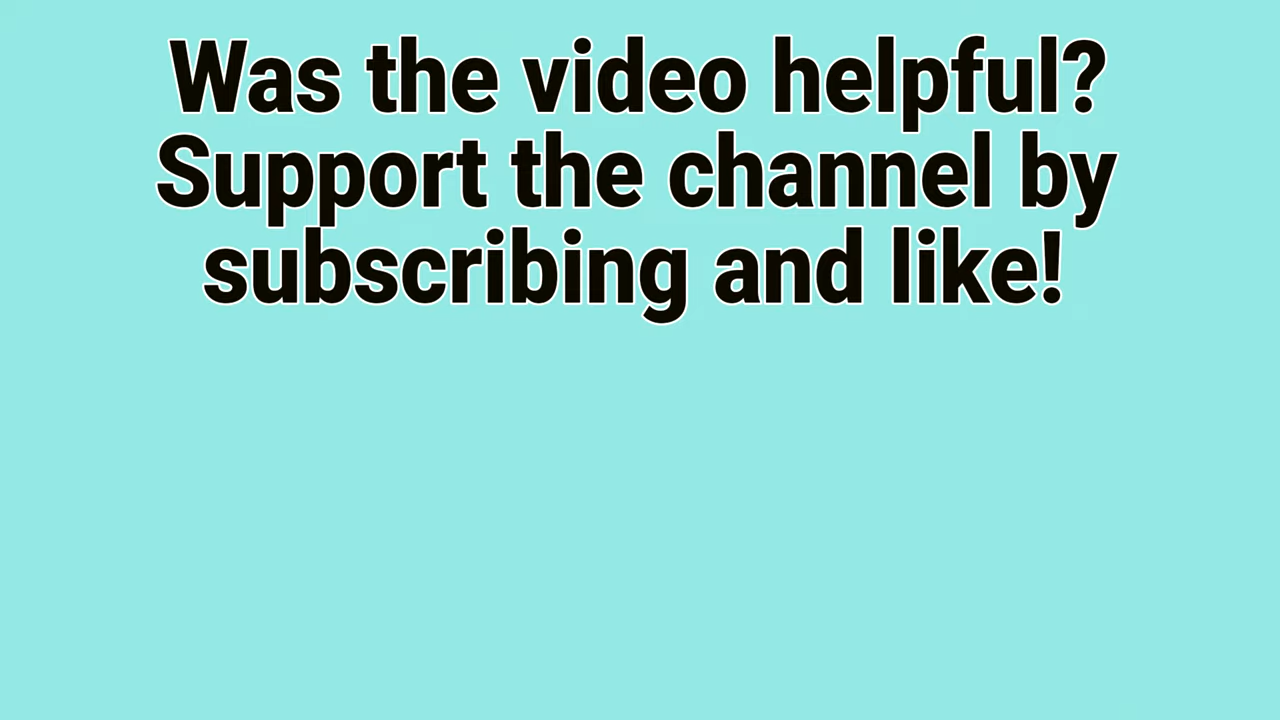 Was the video helpful?
Support the channel by
subscribing and like!